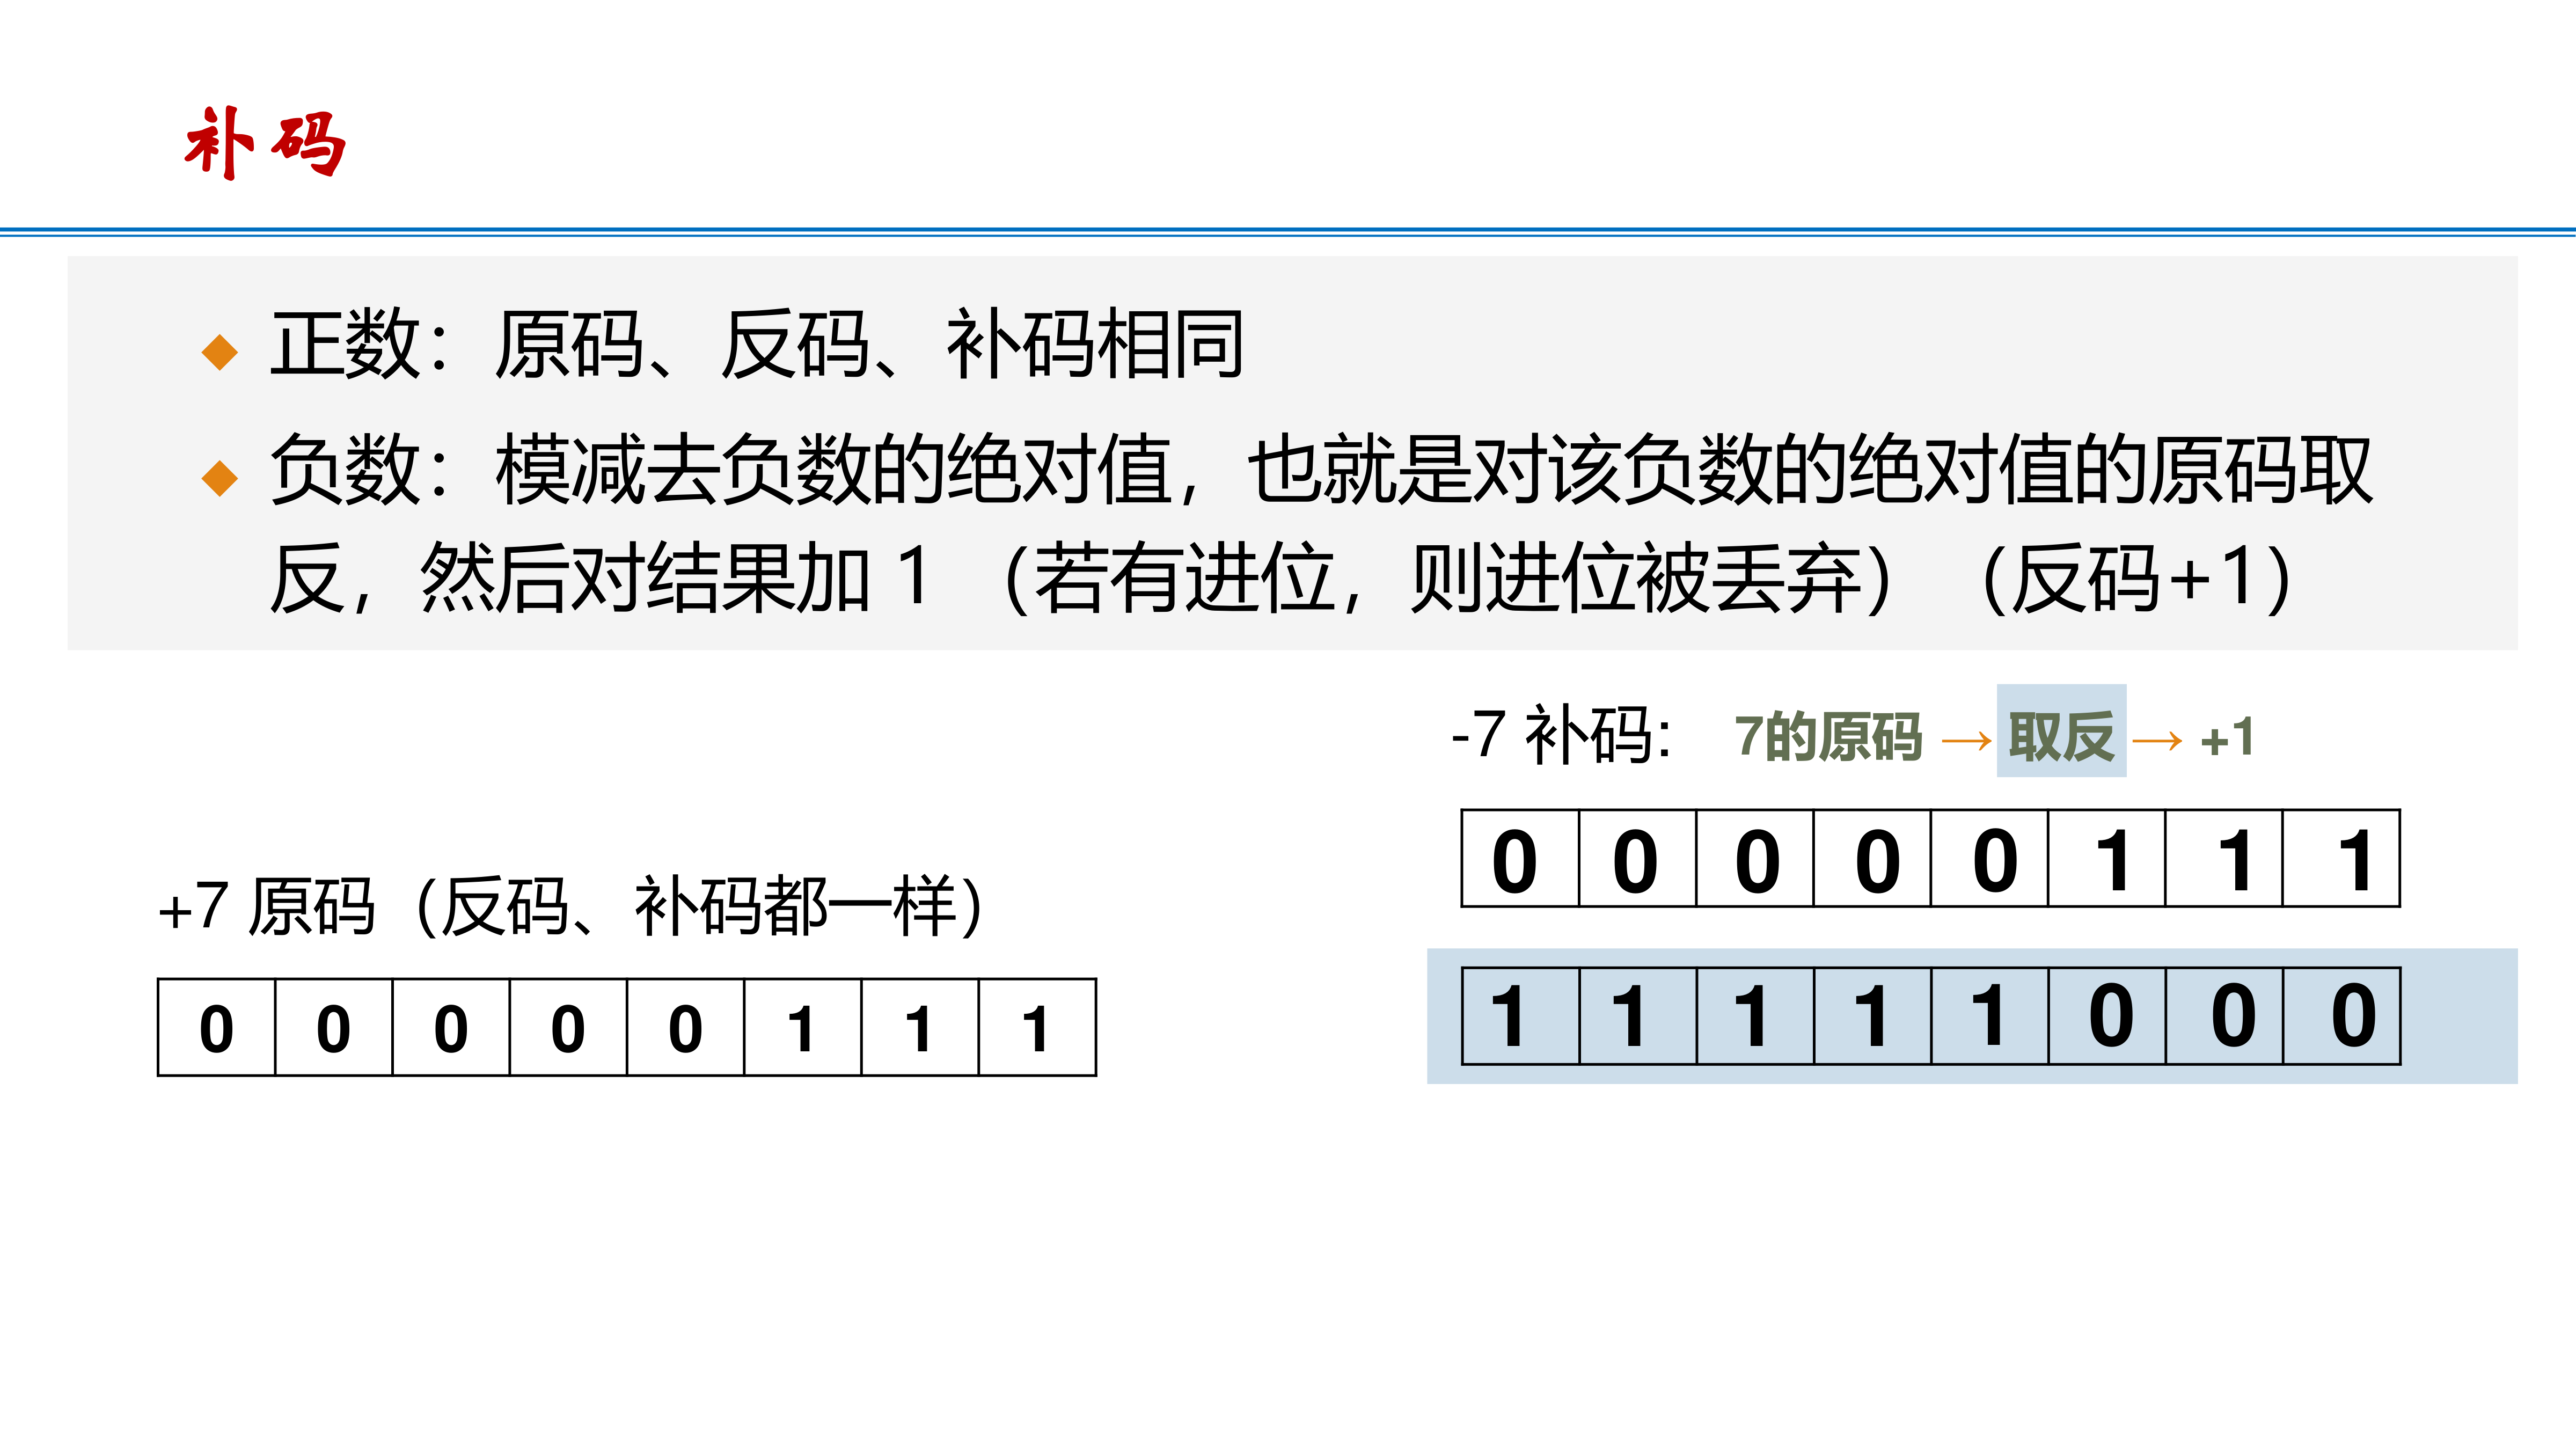 补码
正数：原码、反码、补码相同
负数：模减去负数的绝对值，也就是对该负数的绝对值的原码取
反，然后对结果加 1 （若有进位，则进位被丢弃） （反码+1）
-7 补码： 7的原码 → 取反 → +1
0 0 0 0 0 1 1 1
+7 原码（反码、补码都一样）
1 1 1 1 1 0 0 0
0 0 0 0 0 1 1 1